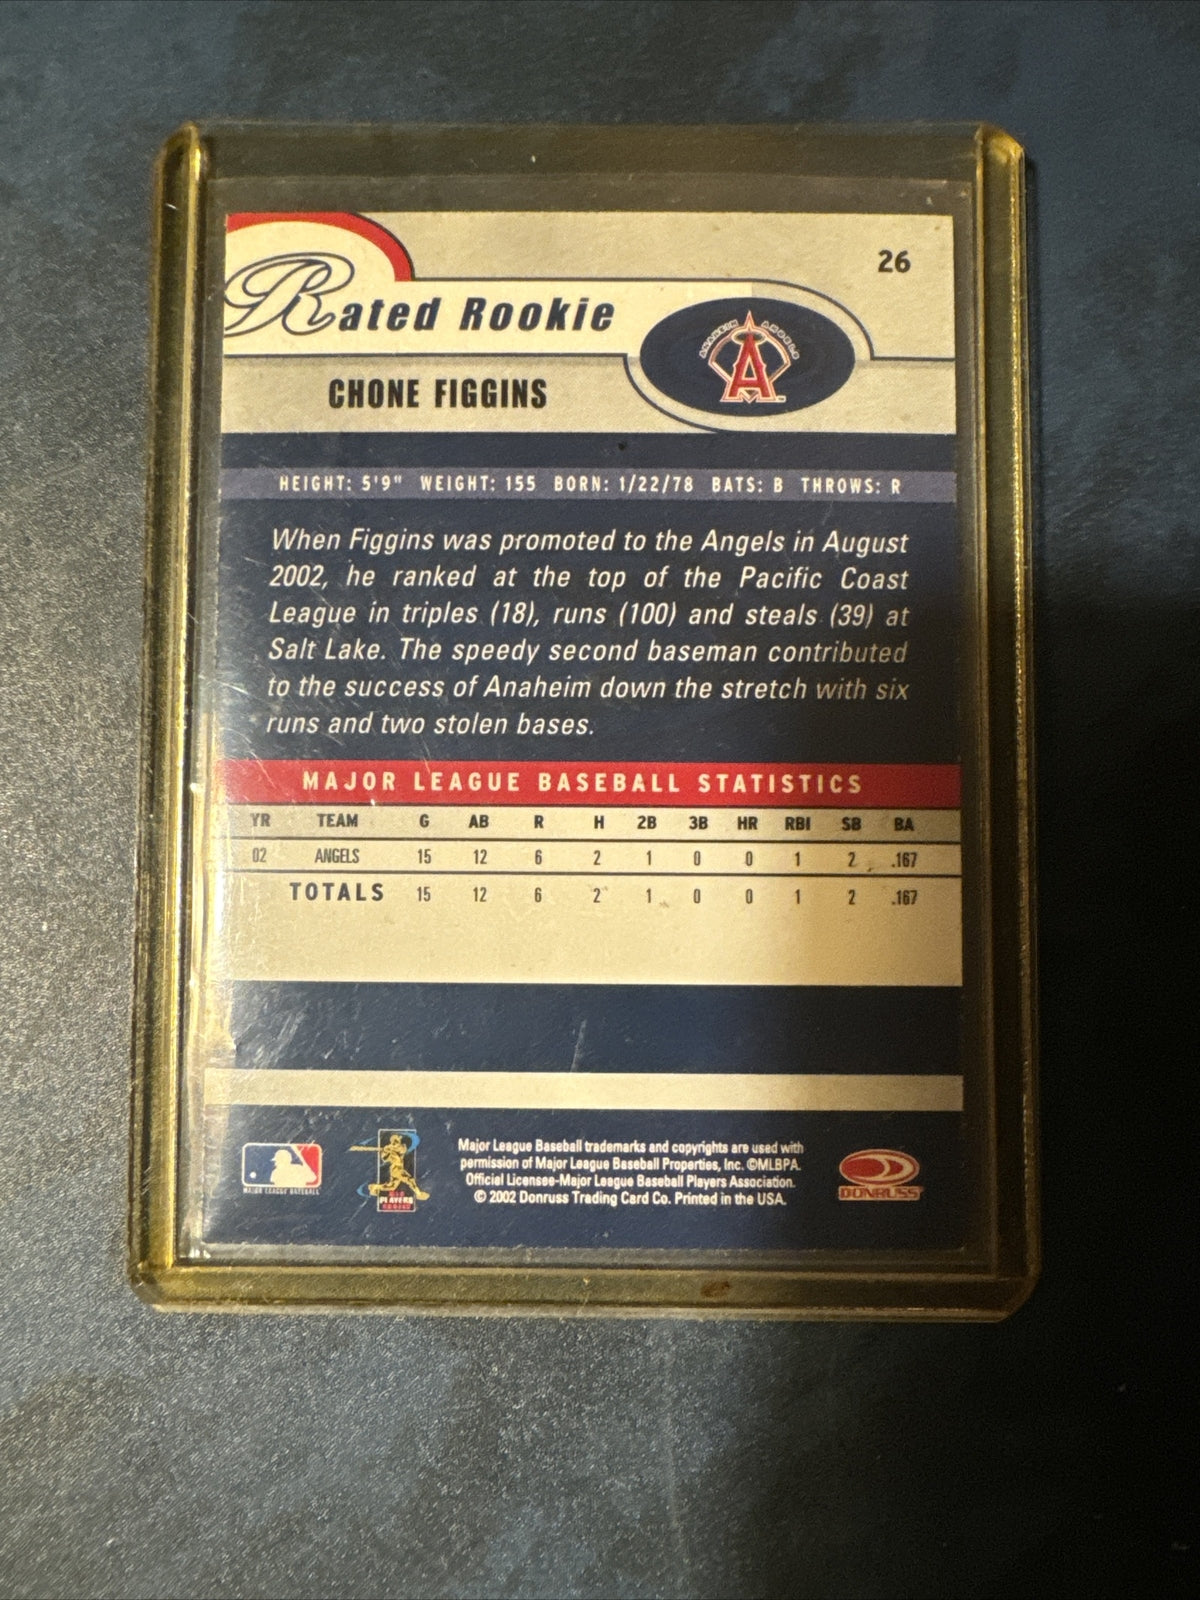 26
Rated Rookie
ANAHEIM ANGELS
CHONE FIGGINS
HEIGHT: 5'9" WEIGHT: 155 BORN: 1/22/78 BATS: B THROWS: R
When Figgins was promoted to the Angels in August
2002, he ranked at the top of the Pacific Coast
League in triples (18), runs (100) and steals (39) at
Salt Lake. The speedy second baseman contributed
to the success of Anaheim down the stretch with six
runs and two stolen bases.
MAJOR LEAGUE BASEBALL STATISTICS
YR TEAM G AB R H 2B 3B HR RBI SB BA
02 ANGELS 15 12 6 2 1 0 0 1 2 .167
TOTALS 15 12 6 2 1 0 0 1 2 .167
Major League Baseball trademarks and copyrights are used with
permission of Major League Baseball Properties, Inc. ©MLBPA.
Official Licensee-Major League Baseball Players Association.
© 2002 Donruss Trading Card Co. Printed in the USA.
MAJOR LEAGUE BASEBALL
PLAYERS
CHOICE
DONRUSS